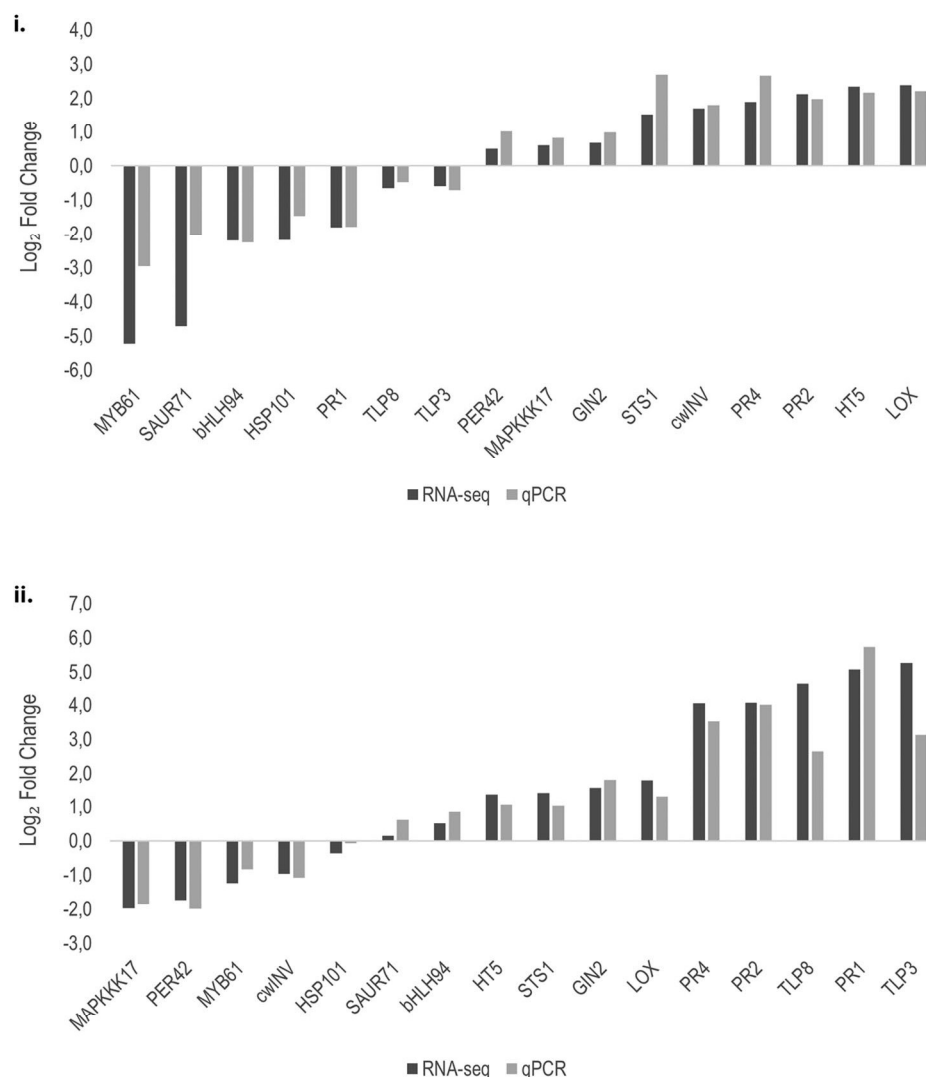 i.
4,0
3,0
2,0
1,0
0,0
-1,0
-2,0
-3,0
-4,0
-5,0
-6,0
Log₂ Fold Change
MYB61
SAUR71
bHLH94
HSP101
PR1
TLP8
TLP3
PER42
MAPKKK17
GIN2
STS1
cwINV
PR4
PR2
HT5
LOX
RNA-seq qPCR
ii.
7,0
6,0
5,0
4,0
3,0
2,0
1,0
0,0
-1,0
-2,0
-3,0
Log₂ Fold Change
MAPKKK17
PER42
MYB61
cwINV
HSP101
SAUR71
bHLH94
HT5
STS1
GIN2
LOX
PR4
PR2
TLP8
PR1
TLP3
RNA-seq qPCR